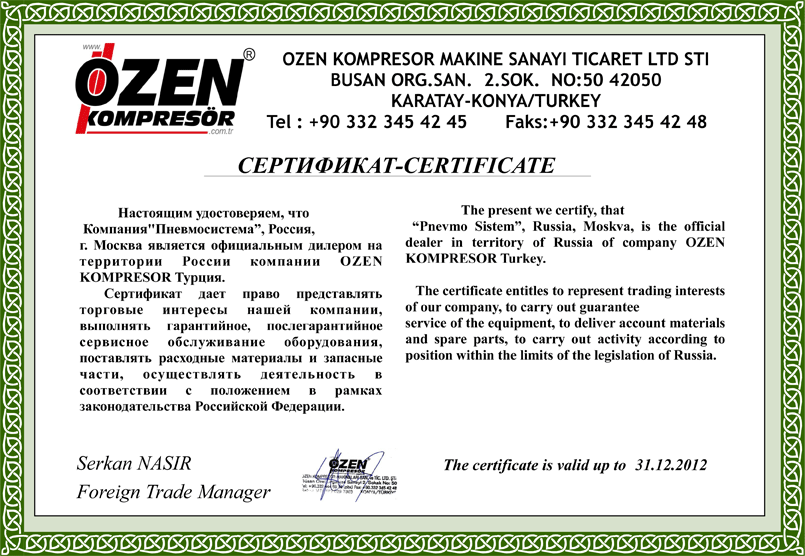 www.
ÖZEN ®
KOMPRESÖR
.com.tr
OZEN KOMPRESOR MAKINE SANAYI TICARET LTD STI
BUSAN ORG.SAN. 2.SOK. NO:50 42050
KARATAY-KONYA/TURKEY
Tel : +90 332 345 42 45 Faks:+90 332 345 42 48
СЕРТИФИКАТ-CERTIFICATE
Настоящим удостоверяем, что
Компания"Пневмосистема”, Россия,
г. Москва является официальным дилером на
территории России компании OZEN
KOMPRESOR Турция.
Сертификат дает право представлять
торговые интересы нашей компании,
выполнять гарантийное, послегарантийное
сервисное обслуживание оборудования,
поставлять расходные материалы и запасные
части, осуществлять деятельность в
соответствии с положением в рамках
законодательства Российской Федерации.
The present we certify, that
“Pnevmo Sistem”, Russia, Moskva, is the official
dealer in territory of Russia of company OZEN
KOMPRESOR Turkey.
The certificate entitles to represent trading interests
of our company, to carry out guarantee
service of the equipment, to deliver account materials
and spare parts, to carry out activity according to
position within the limits of the legislation of Russia.
Serkan NASIR
Foreign Trade Manager
ÖZEN
KOMPRESÖR
The certificate is valid up to 31.12.2012